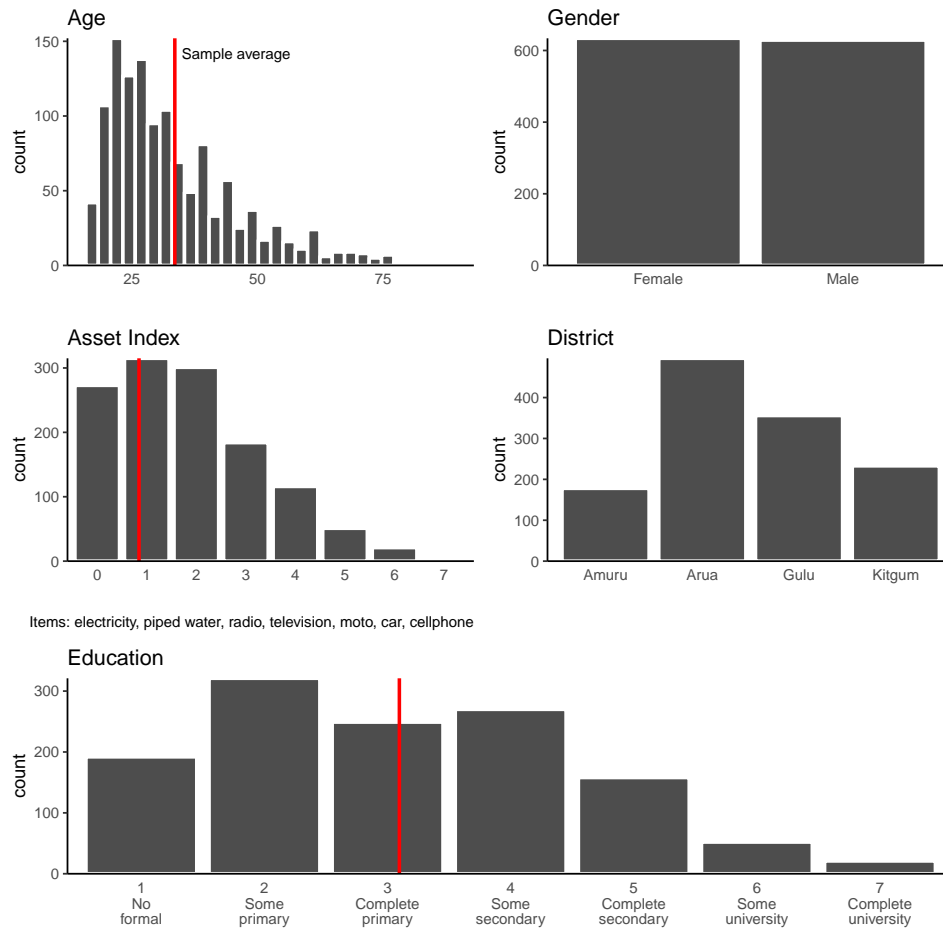 Age
Sample average
150
100
50
0
count
25 50 75
Gender
600
400
200
0
count
Female Male
Asset Index
300
200
100
0
count
0 1 2 3 4 5 6 7
Items: electricity, piped water, radio, television, moto, car, cellphone
District
400
300
200
100
0
count
Amuru Arua Gulu Kitgum
Education
300
200
100
0
count
1 2 3 4 5 6 7
No Some Complete Some Complete Some Complete
formal primary primary secondary secondary university university